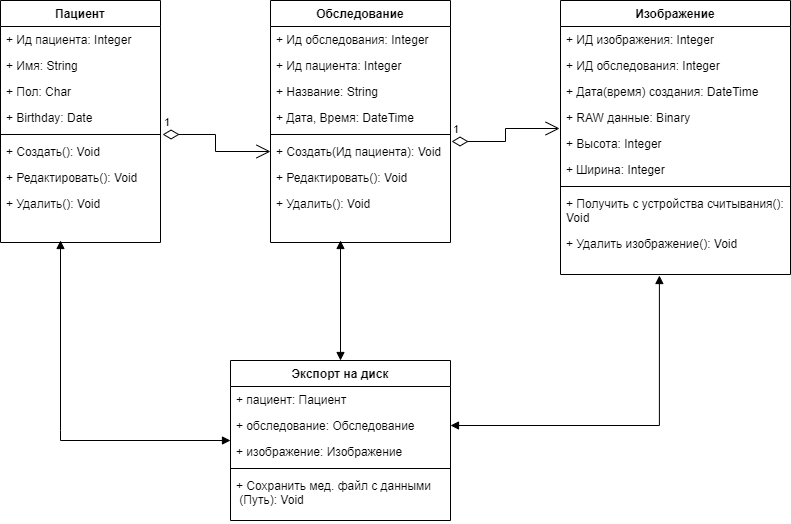 Пациент
+ Ид пациента: Integer
+ Имя: String
+ Пол: Char
+ Birthday: Date
+ Создать(): Void
+ Редактировать(): Void
+ Удалить(): Void
1
Обследование
+ Ид обследования: Integer
+ Ид пациента: Integer
+ Название: String
+ Дата, Время: DateTime
+ Создать(Ид пациента): Void
+ Редактировать(): Void
+ Удалить(): Void
1
Изображение
+ ИД изображения: Integer
+ ИД обследования: Integer
+ Дата(время) создания: DateTime
+ RAW данные: Binary
+ Высота: Integer
+ Ширина: Integer
+ Получить с устройства считывания():
Void
+ Удалить изображение(): Void
Экспорт на диск
+ пациент: Пациент
+ обследование: Обследование
+ изображение: Изображение
+ Сохранить мед. файл с данными
(Путь): Void